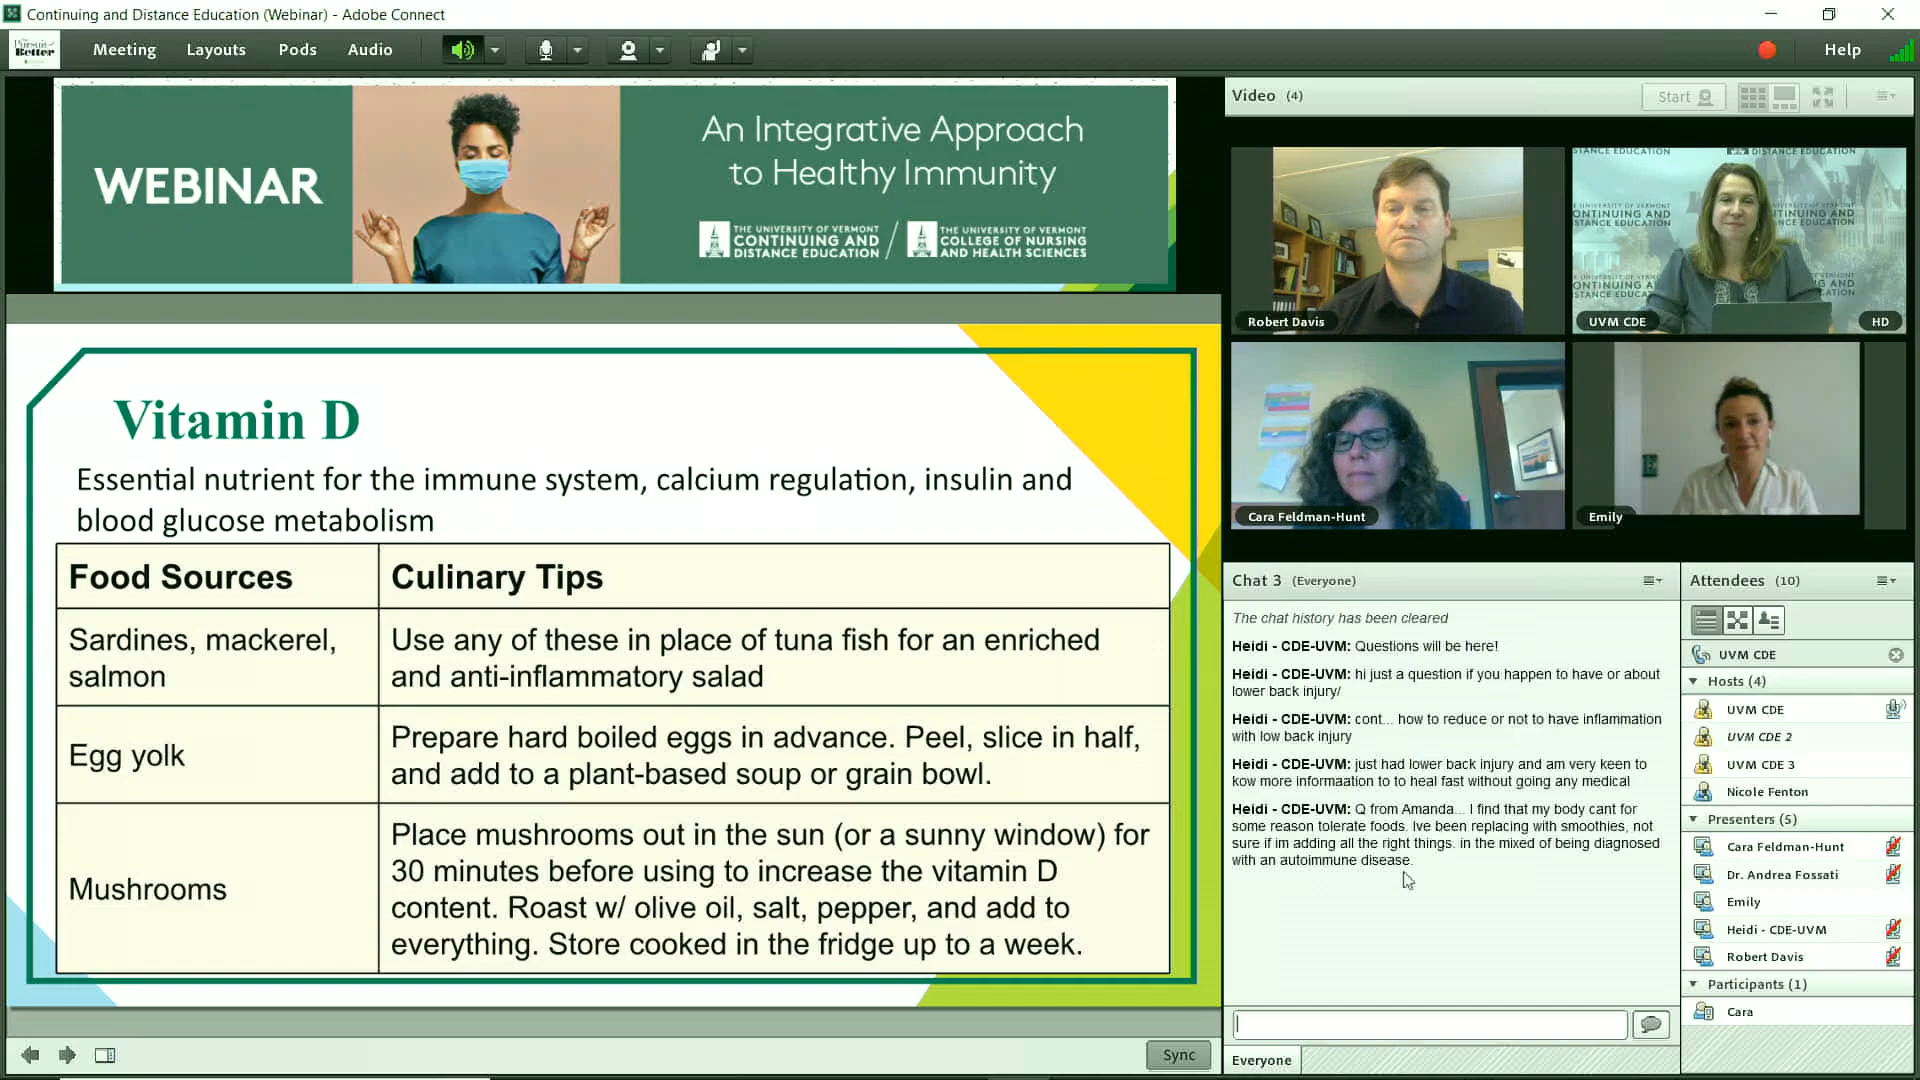 Continuing and Distance Education (Webinar) - Adobe Connect
Pursuit of
Better
Meeting
Layouts
Pods
Audio
Help
WEBINAR
An Integrative Approach
to Healthy Immunity
THE UNIVERSITY OF VERMONT
CONTINUING AND
DISTANCE EDUCATION
THE UNIVERSITY OF VERMONT
COLLEGE OF NURSING
AND HEALTH SCIENCES
Vitamin D
Essential nutrient for the immune system, calcium regulation, insulin and
blood glucose metabolism
Food Sources
Culinary Tips
Sardines, mackerel,
salmon
Use any of these in place of tuna fish for an enriched
and anti-inflammatory salad
Egg yolk
Prepare hard boiled eggs in advance. Peel, slice in half,
and add to a plant-based soup or grain bowl.
Mushrooms
Place mushrooms out in the sun (or a sunny window) for
30 minutes before using to increase the vitamin D
content. Roast w/ olive oil, salt, pepper, and add to
everything. Store cooked in the fridge up to a week.
Sync
Video (4)
Start
Robert Davis
DISTANCE EDUCATION
THE UNIVERSITY OF VERMONT
CONTINUING AND
DISTANCE EDUCATION
UVM CDE
HD
Cara Feldman-Hunt
Emily
Chat 3 (Everyone)
The chat history has been cleared
Heidi - CDE-UVM: Questions will be here!
Heidi - CDE-UVM: hi just a question if you happen to have or about
lower back injury/
Heidi - CDE-UVM: cont... how to reduce or not to have inflammation
with low back injury
Heidi - CDE-UVM: just had lower back injury and am very keen to
kow more informaation to to heal fast without going any medical
Heidi - CDE-UVM: Q from Amanda... I find that my body cant for
some reason tolerate foods. Ive been replacing with smoothies, not
sure if im adding all the right things. in the mixed of being diagnosed
with an autoimmune disease.
Everyone
Attendees (10)
UVM CDE
Hosts (4)
UVM CDE
UVM CDE 2
UVM CDE 3
Nicole Fenton
Presenters (5)
Cara Feldman-Hunt
Dr. Andrea Fossati
Emily
Heidi - CDE-UVM
Robert Davis
Participants (1)
Cara